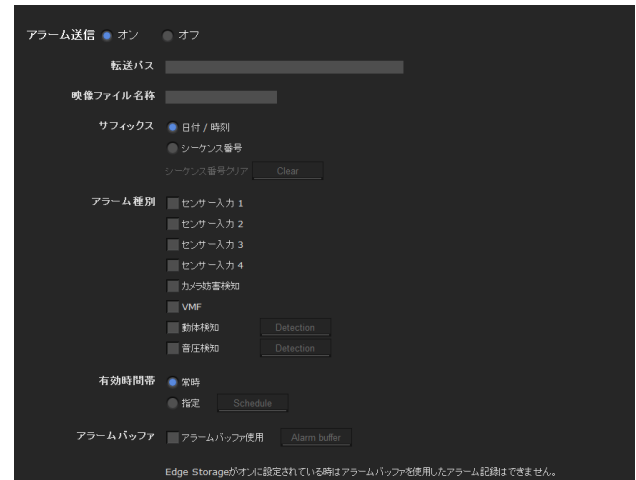 アラーム送信 オン オフ
転送パス
映像ファイル名称
サフィックス 日付 / 時刻
シーケンス番号
シーケンス番号クリア Clear
アラーム種別 センサー入力 1
センサー入力 2
センサー入力 3
センサー入力 4
カメラ妨害検知
VMF
動体検知 Detection
音圧検知 Detection
有効時間帯 常時
指定 Schedule
アラームバッファ アラームバッファ使用 Alarm buffer
Edge Storageがオンに設定されている時はアラームバッファを使用したアラーム記録はできません。